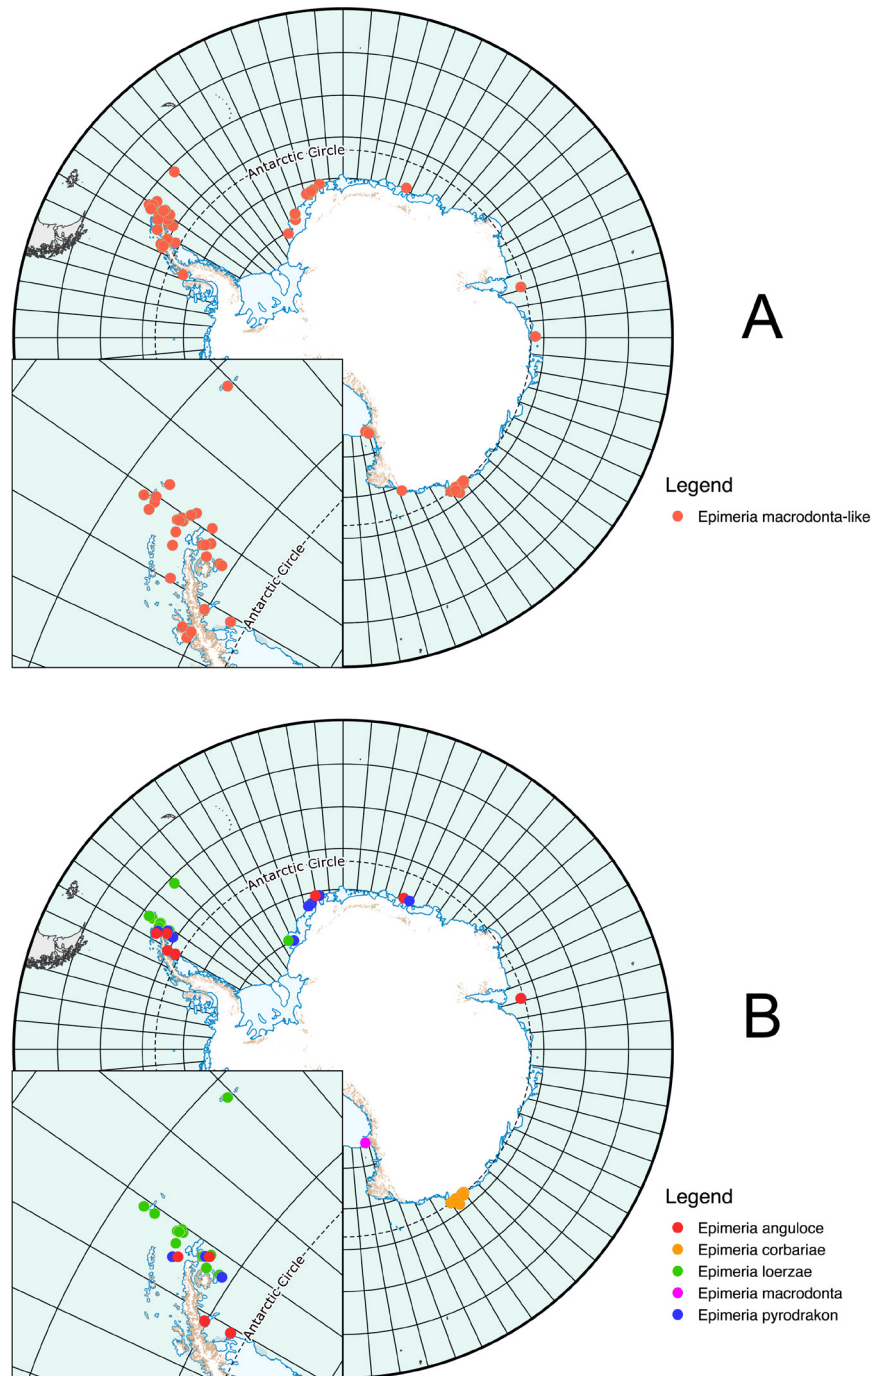 Antarctic Circle
A
Legend
Epimeria macrodonta-like
Antarctic Circle
Antarctic Circle
B
Legend
Epimeria anguloce
Epimeria corbariae
Epimeria loerzae
Epimeria macrodonta
Epimeria pyrodrakon
Antarctic Circle